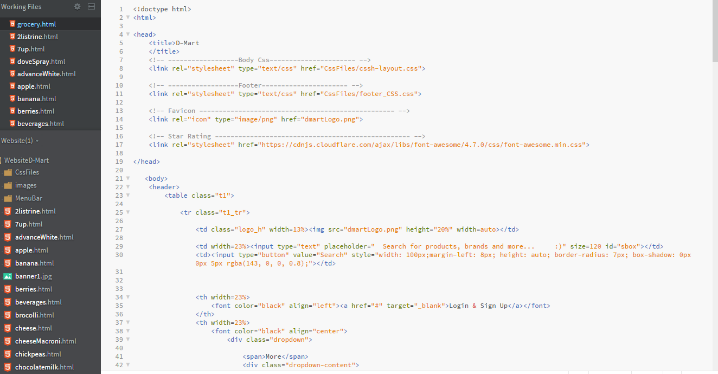 Working Files
grocery.html
2listrine.html
7up.html
doveSpray.html
advanceWhite.html
apple.html
banana.html
berries.html
beverages.html
Website(1)
WebsiteD-Mart
CssFiles
images
MenuBar
2listrine.html
7up.html
advanceWhite.html
apple.html
banana.html
banner1.jpg
berries.html
beverages.html
brocolli.html
cheese.html
cheeseMacroni.html
chickpeas.html
chocolatemilk.html
1 <!doctype html>
2 <html>
3
4 <head>
5 <title>D-Mart
6 </title>
7 <!-- ------------------Body Css---------------------- -->
8 <link rel="stylesheet" type="text/css" href="CssFiles/cssh-layout.css">
9
10 <!-- ------------------Footer---------------------- -->
11 <link rel="stylesheet" type="text/css" href="CssFiles/footer_CSS.css">
12
13 <!-- Favicon -------------------------------------------------- -->
14 <link rel="icon" type="image/png" href="dmartLogo.png">
15
16 <!-- Star Rating -------------------------------------------------- -->
17 <link rel="stylesheet" href="https://cdnjs.cloudflare.com/ajax/libs/font-awesome/4.7.0/css/font-awesome.min.css">
18
19 </head>
20
21 <body>
22 <header>
23 <table class="t1">
24
25 <tr class="t1_tr">
26
27 <td class="logo_h" width=13%><img src="dmartLogo.png" height="20%" width=auto></td>
28
29 <td width=23%><input type="text" placeholder=" Search for products, brands and more... :)" size=120 id="sbox"></td>
30 <td><input type="button" value="Search" style="width: 100px;margin-left: 8px; height: auto; border-radius: 7px; box-shadow: 0px
0px 5px rgba(143, 0, 0, 0.8);"></td>
31
32
33
34 <th width=23%>
35 <font color="black" align="left"><a href="4" target="_blank">Login & Sign Up</a></font>
36 </th>
37 <th width=23%>
38 <font color="black" align="center">
39 <div class="dropdown">
40
41 <span>More</span>
42 <div class="dropdown-content">